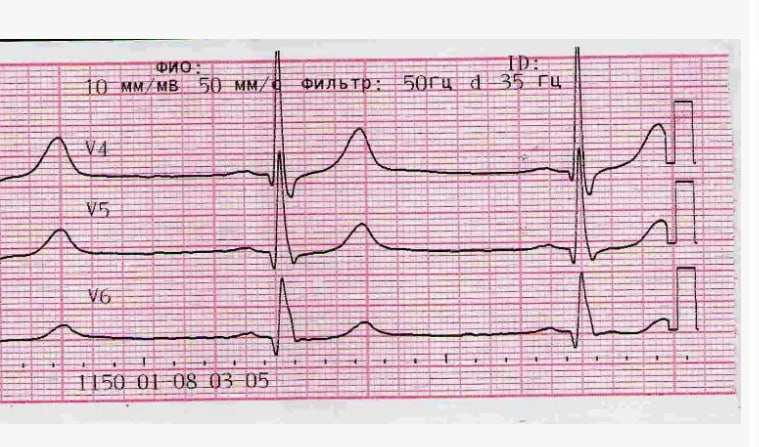 ФИО: ID:
10 мм/мВ 50 мм/с Фильтр: 50Гц d 35 Гц
V4
V5
V6
1150 01-08 03-05